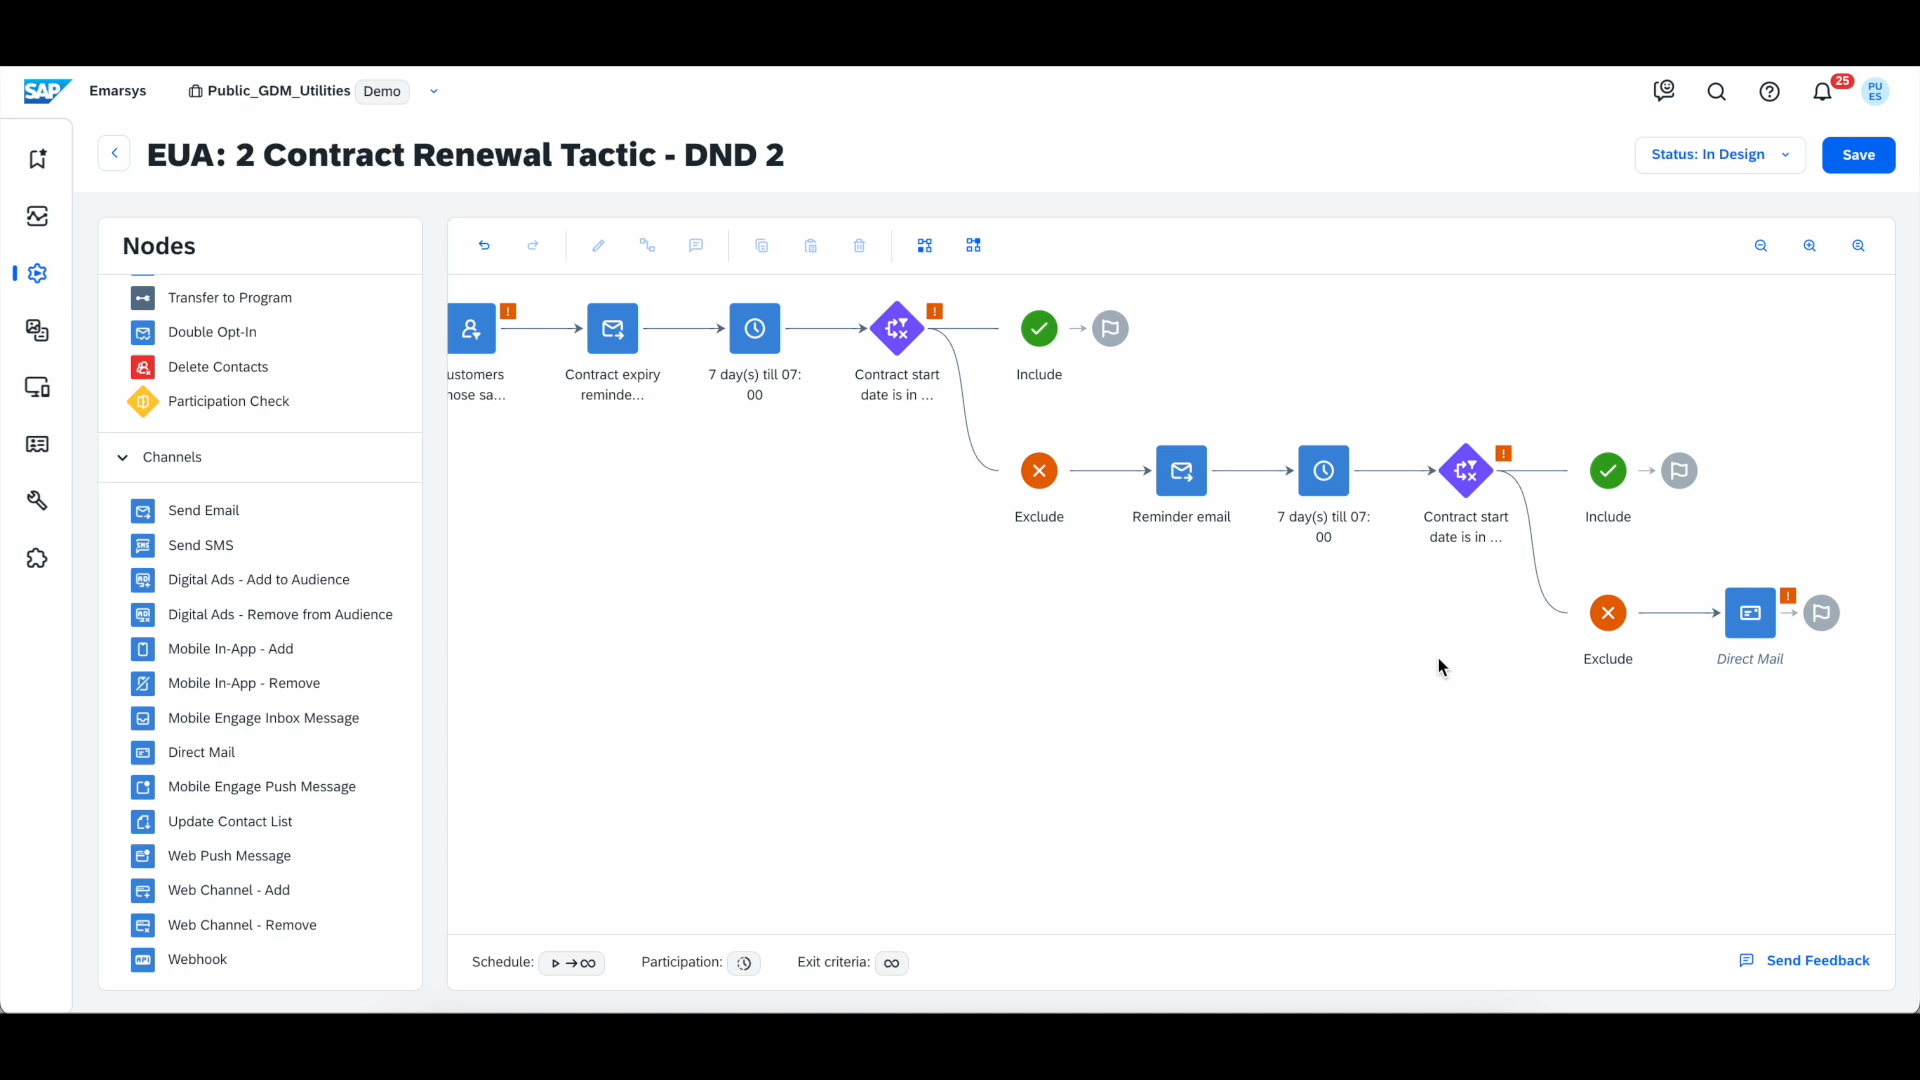 SAP
Emarsys
Public_GDM_Utilities
Demo
25
PU
ES
EUA: 2 Contract Renewal Tactic - DND 2
Status: In Design
Save
Nodes
Transfer to Program
Double Opt-In
Delete Contacts
Participation Check
Channels
Send Email
SMS
Send SMS
Digital Ads - Add to Audience
Digital Ads - Remove from Audience
Mobile In-App - Add
Mobile In-App - Remove
Mobile Engage Inbox Message
Direct Mail
Mobile Engage Push Message
Update Contact List
Web Push Message
Web Channel - Add
Web Channel - Remove
API
Webhook
!
!
ustomers
Contract expiry
7 day(s) till 07:
Contract start
Include
nose sa...
reminde...
00
date is in ...
!
Exclude
Reminder email
7 day(s) till 07:
Contract start
Include
00
date is in ...
!
Exclude
Direct Mail
Schedule:
Participation:
Exit criteria:
Send Feedback